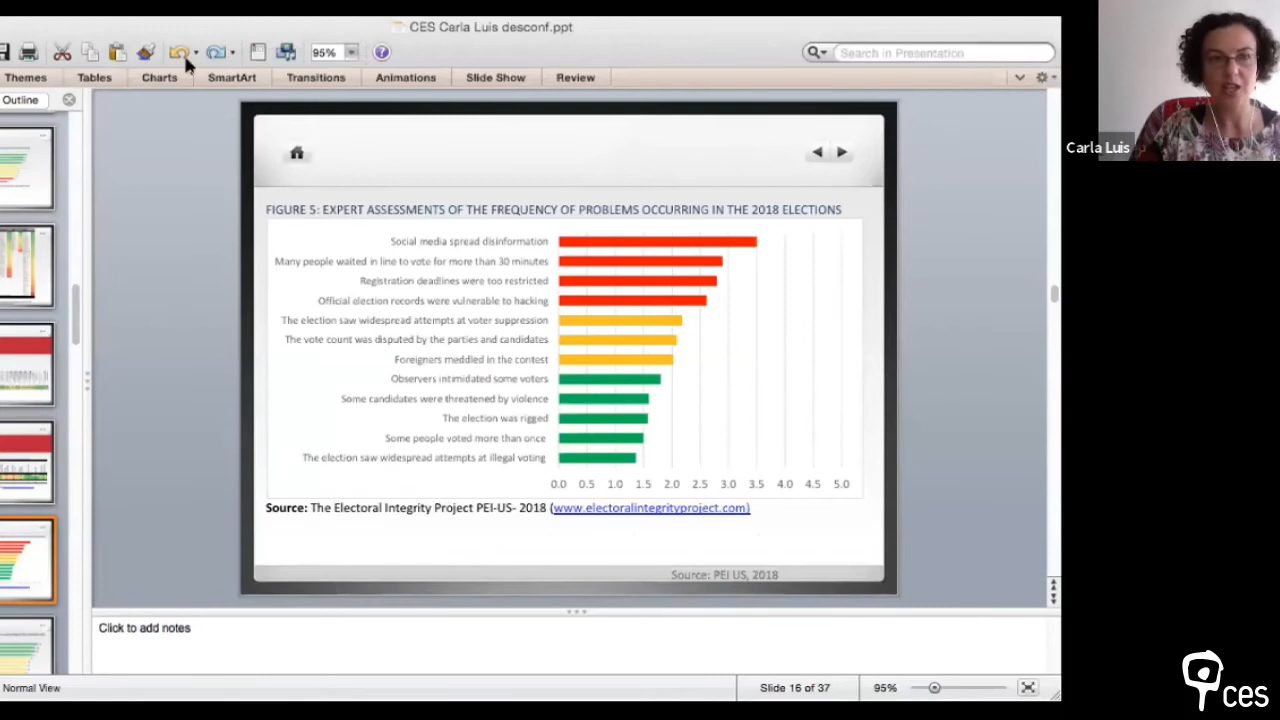 CES Carla Luis desconf.ppt
95%
Search in Presentation
Themes
Tables
Charts
SmartArt
Transitions
Animations
Slide Show
Review
Outline
Carla Luis
FIGURE 5: EXPERT ASSESSMENTS OF THE FREQUENCY OF PROBLEMS OCCURRING IN THE 2018 ELECTIONS
Social media spread disinformation
Many people waited in line to vote for more than 30 minutes
Registration deadlines were too restricted
Official election records were vulnerable to hacking
The election saw widespread attempts at voter suppression
The vote count was disputed by the parties and candidates
Foreigners meddled in the contest
Observers intimidated some voters
Some candidates were threatened by violence
The election was rigged
Some people voted more than once
The election saw widespread attempts at illegal voting
0.0 0.5 1.0 1.5 2.0 2.5 3.0 3.5 4.0 4.5 5.0
Source: The Electoral Integrity Project PEI-US- 2018 (www.electoralintegrityproject.com)
Source: PEI US, 2018
Click to add notes
Normal View
Slide 16 of 37
95%
ces